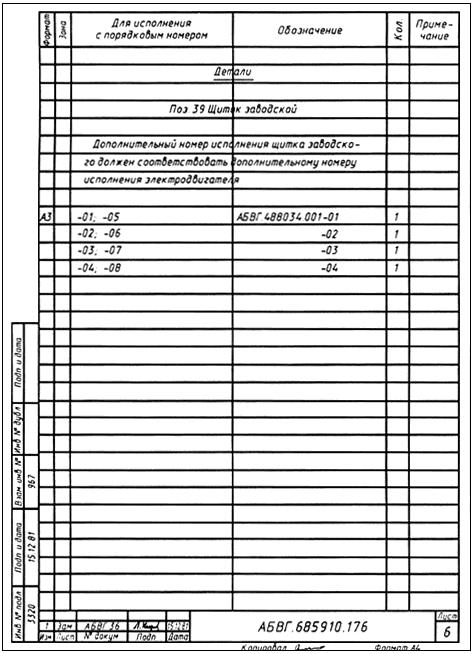 Формат Зона Для исполнения с порядковым номером Обозначение Кол. Приме-чание
Детали
Поз. 39 Щиток заводской
Дополнительный номер исполнения щитка заводско-
го должен соответствовать дополнительному номеру
исполнения электродвигателя
А3 -01; -05 АБВГ.488034.001-01 1
-02; -06 -02 1
-03; -07 -03 1
-04; -08 -04 1
Подп и дата
Инв № дубл
Взам инв № 967
Подп и дата 15 12 81
Инв № подл 3320
1 Зам АБВГ 36
Изм Лист № докум Подп Дата
АБВГ.685910.176
Лист
6
Копировал Формат А4